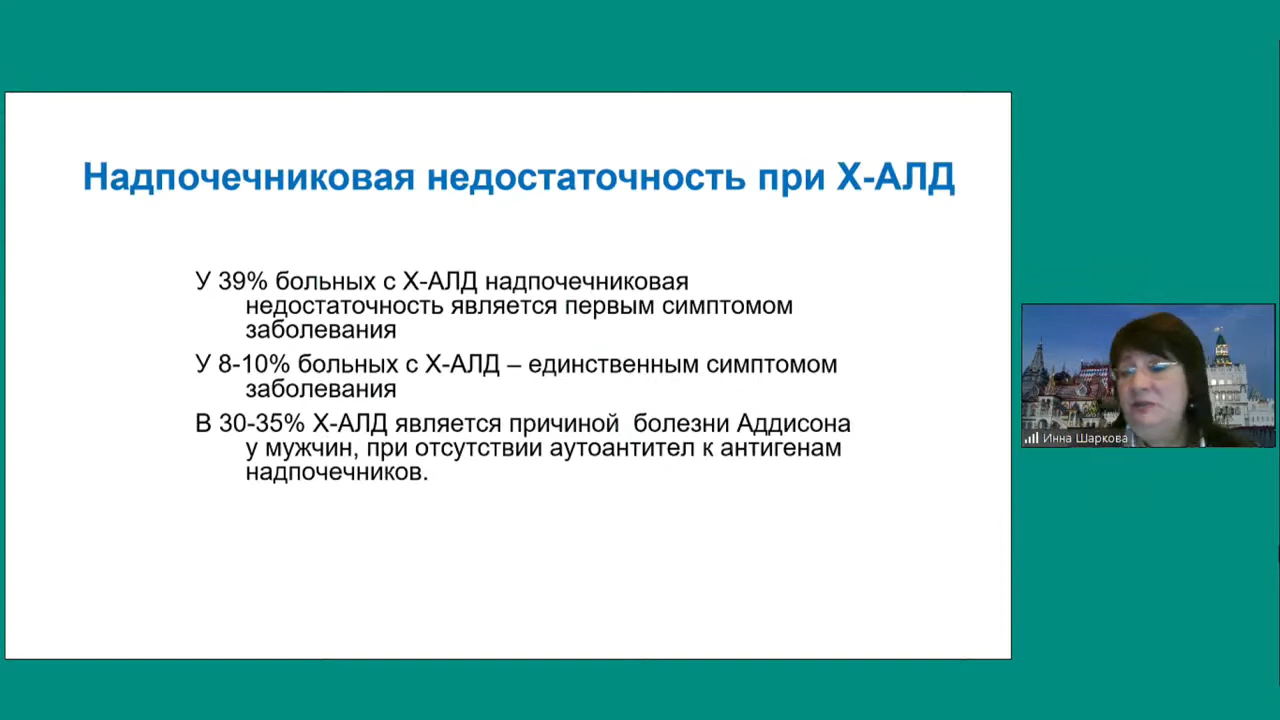 Надпочечниковая недостаточность при Х-АЛД
У 39% больных с Х-АЛД надпочечниковая
недостаточность является первым симптомом
заболевания
У 8-10% больных с Х-АЛД – единственным симптомом
заболевания
В 30-35% Х-АЛД является причиной  болезни Аддисона
у мужчин, при отсутствии аутоантител к антигенам
надпочечников.
Инна Шаркова